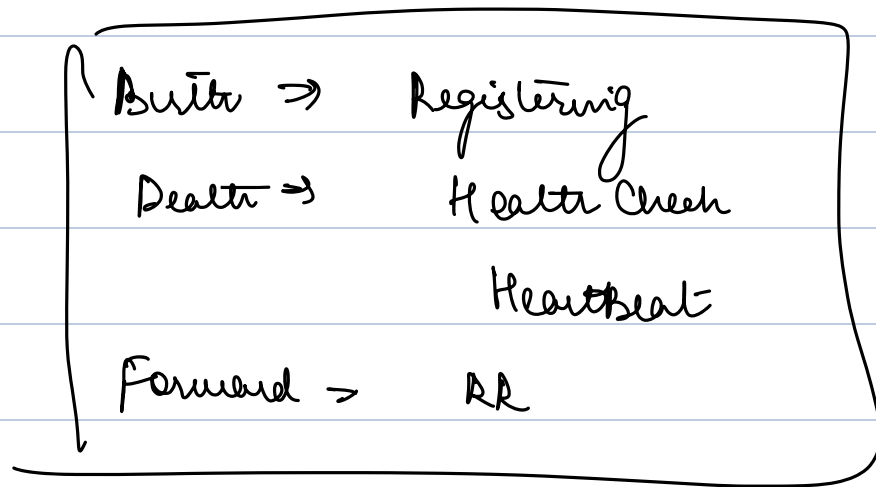 Birth => Registering
Death => Health Check
HeartBeat
Forward -> RR